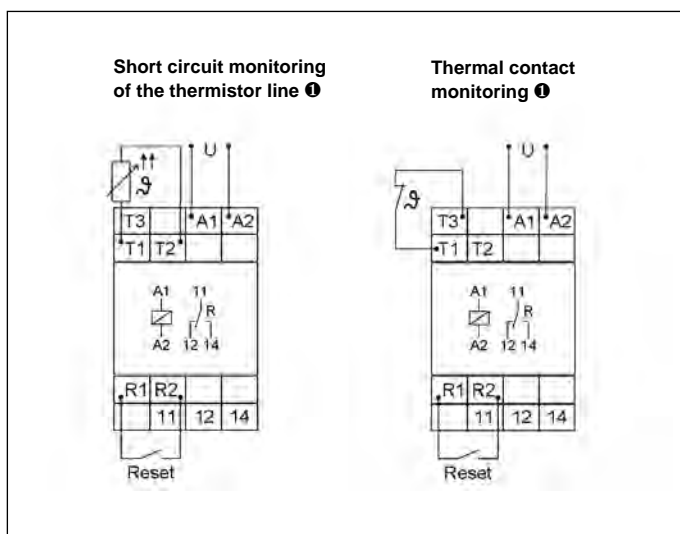 Short circuit monitoring
of the thermistor line ❶
U
ϑ
T3 A1 A2
T1 T2
A1 11
R
A2 12 14
R1 R2
11 12 14
Reset
Thermal contact
monitoring ❶
U
ϑ
T3 A1 A2
T1 T2
A1 11
R
A2 12 14
R1 R2
11 12 14
Reset